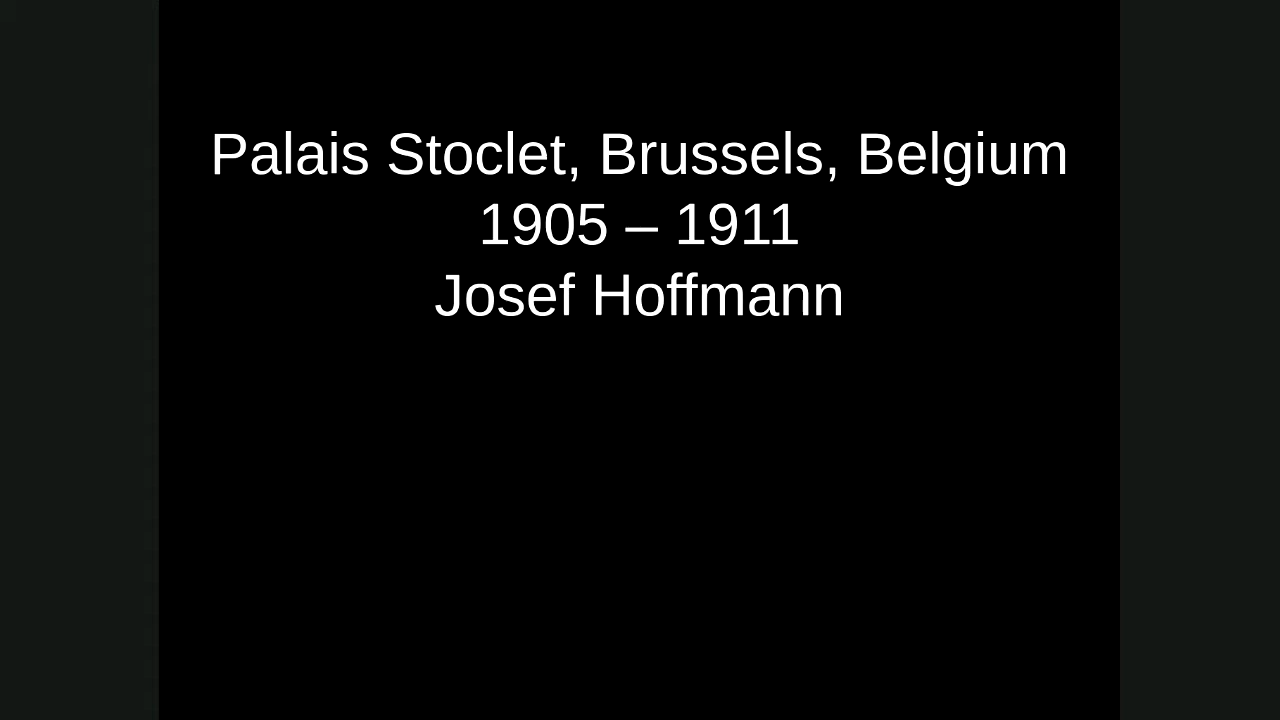 Palais Stoclet, Brussels, Belgium
1905 – 1911
Josef Hoffmann